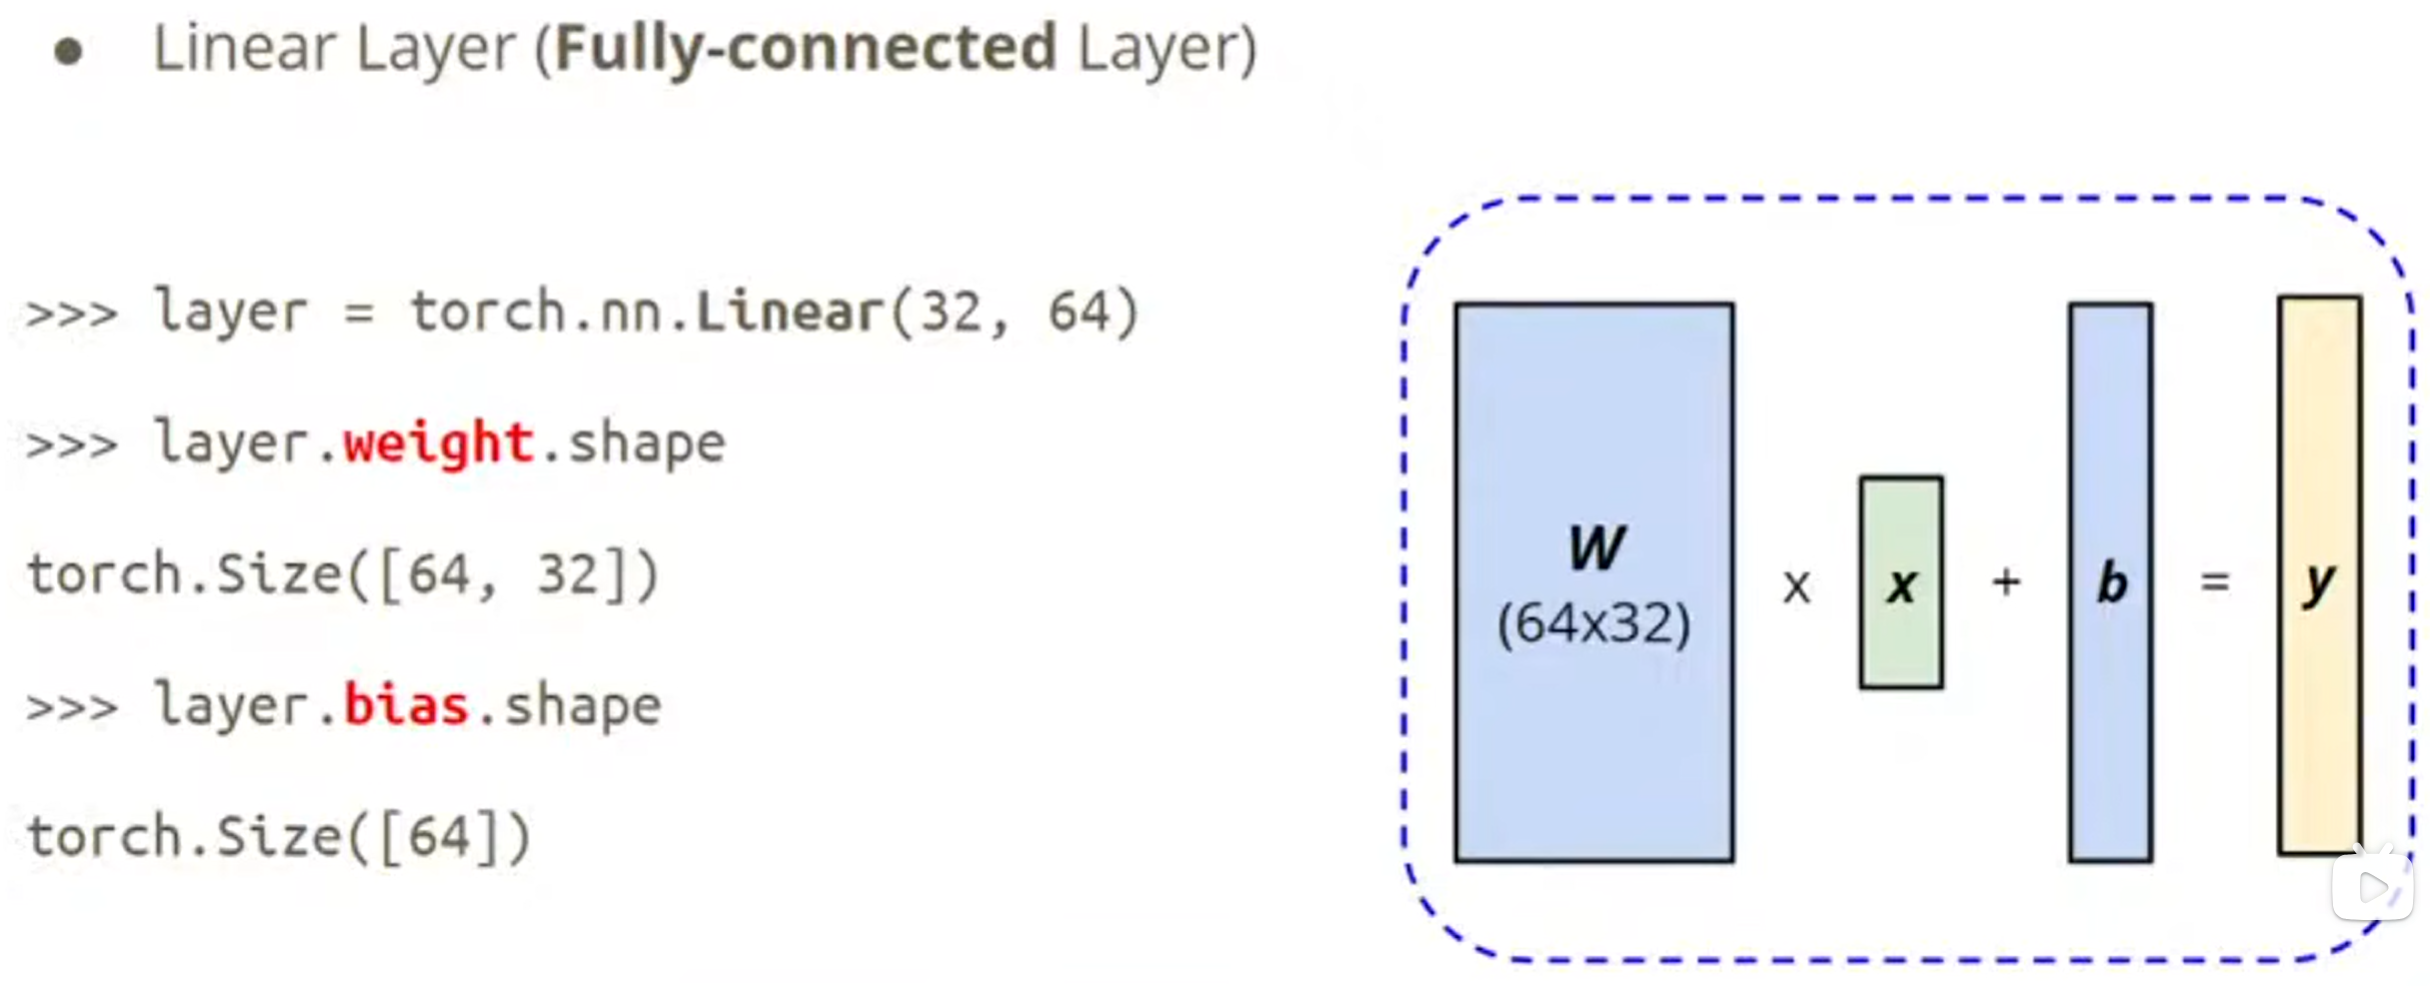 ● Linear Layer (Fully-connected Layer)
>>> layer = torch.nn.Linear(32, 64)
>>> layer.weight.shape
torch.Size([64, 32])
>>> layer.bias.shape
torch.Size([64])
W
(64x32)
x x + b = y